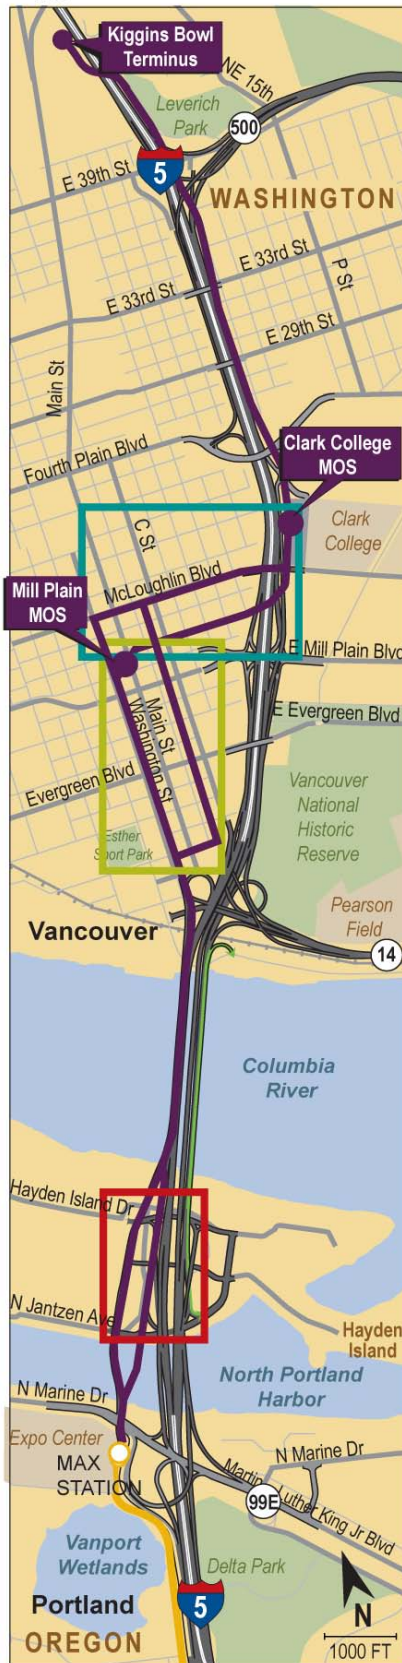 Kiggins Bowl
Terminus
NE 15th
Leverich
Park
500
E 39th St
5
WASHINGTON
E 33rd St
E 33rd St
P St
E 29th St
Main St
Fourth Plain Blvd
Clark College
MOS
C St
Clark
College
McLoughlin Blvd
Mill Plain
MOS
E Mill Plain Blvd
Main St
Washington St
E Evergreen Blvd
Evergreen Blvd
Vancouver
National
Historic
Reserve
Esther
Short Park
Pearson
Field
Vancouver
14
Columbia
River
Hayden Island Dr
N Jantzen Ave
Hayden
Island
North Portland
Harbor
N Marine Dr
Expo Center
MAX
STATION
N Marine Dr
Martin Luther King Jr Blvd
99E
Vanport
Wetlands
Delta Park
Portland
5
N
OREGON
1000 FT